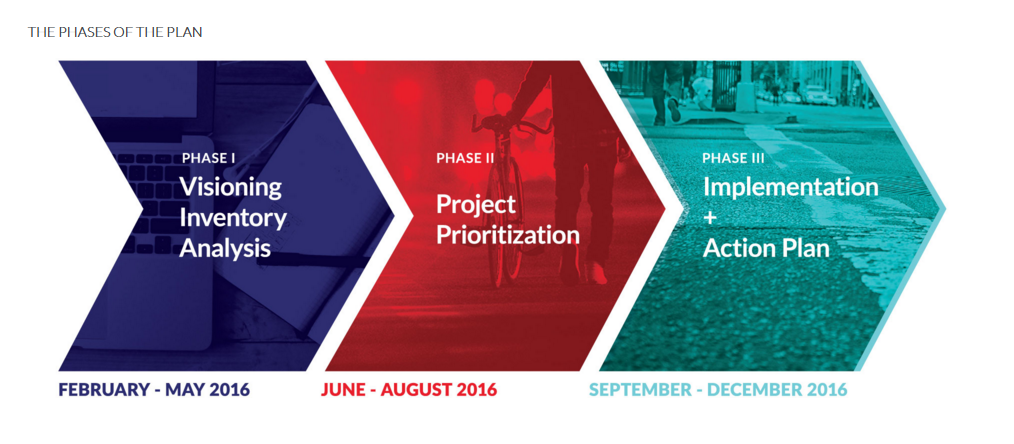 THE PHASES OF THE PLAN
PHASE I
Visioning
Inventory
Analysis
FEBRUARY - MAY 2016
PHASE II
Project
Prioritization
JUNE - AUGUST 2016
PHASE III
Implementation
+
Action Plan
SEPTEMBER - DECEMBER 2016